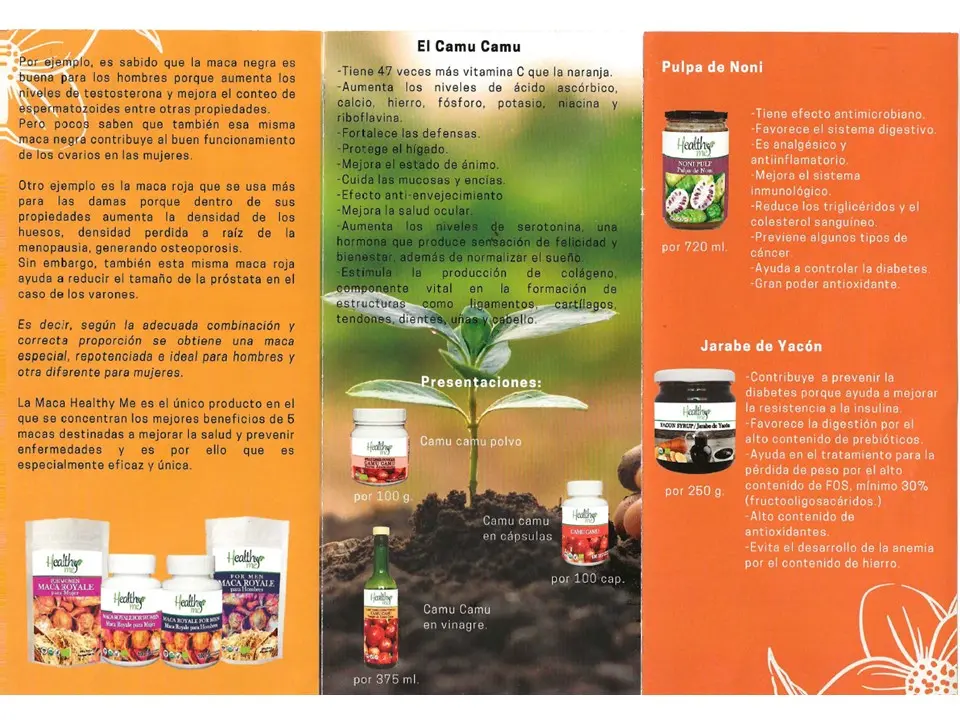 Por ejemplo, es sabido que la maca negra es
buena para los hombres porque aumenta los
niveles de testosterona y mejora el conteo de
espermatozoides entre otras propiedades.
Pero pocos saben que también esa misma
maca negra contribuye al buen funcionamiento
de los ovarios en las mujeres.
Otro ejemplo es la maca roja que se usa más
para las damas porque dentro de sus
propiedades aumenta la densidad de los
huesos, densidad perdida a raíz de la
menopausia, generando osteoporosis.
Sin embargo, también esta misma maca roja
ayuda a reducir el tamaño de la próstata en el
caso de los varones.
Es decir, según la adecuada combinación y
correcta proporción se obtiene una maca
especial, repotenciada e ideal para hombres y
otra diferente para mujeres.
La Maca Healthy Me es el único producto en el
que se concentran los mejores beneficios de 5
macas destinadas a mejorar la salud y prevenir
enfermedades y es por ello que es
especialmente eficaz y única.
Healthy me
FOR WOMEN
MACA ROYALE
para Mujer
Healthy me
MACA ROYALE FOR WOMEN
Maca Royale para Mujer
Healthy me
MACA ROYALE FOR MEN
Maca Royale para Hombres
Healthy me
FOR MEN
MACA ROYALE
para Hombres
El Camu Camu
-Tiene 47 veces más vitamina C que la naranja.
-Aumenta los niveles de ácido ascórbico,
calcio, hierro, fósforo, potasio, niacina y
riboflavina.
-Fortalece las defensas.
-Protege el hígado.
-Mejora el estado de ánimo.
-Cuida las mucosas y encías.
-Efecto anti-envejecimiento
-Mejora la salud ocular.
-Aumenta los niveles de serotonina, una
hormona que produce sensación de felicidad y
bienestar, además de normalizar el sueño.
-Estimula la producción de colágeno,
componente vital en la formación de
estructuras como ligamentos, cartílagos,
tendones, dientes, uñas y cabello.
Presentaciones:
Healthy me
CAMU CAMU
Camu camu polvo
por 100 g.
Camu camu
en cápsulas
Healthy me
CAMU CAMU
por 100 cap.
Camu Camu
en vinagre.
por 375 ml.
Pulpa de Noni
Healthy me
NONI PULP
Pulpa de Noni
por 720 ml.
-Tiene efecto antimicrobiano.
-Favorece el sistema digestivo.
-Es analgésico y
antiinflamatorio.
-Mejora el sistema
inmunológico.
-Reduce los triglicéridos y el
colesterol sanguíneo.
-Previene algunos tipos de
cáncer.
-Ayuda a controlar la diabetes.
-Gran poder antioxidante.
Jarabe de Yacón
Healthy me
YACON SYRUP / Jarabe de Yacón
por 250 g.
-Contribuye a prevenir la
diabetes porque ayuda a mejorar
la resistencia a la insulina.
-Favorece la digestión por el
alto contenido de prebióticos.
-Ayuda en el tratamiento para la
pérdida de peso por el alto
contenido de FOS, mínimo 30%
(fructooligosacáridos.)
-Alto contenido de
antioxidantes.
-Evita el desarrollo de la anemia
por el contenido de hierro.